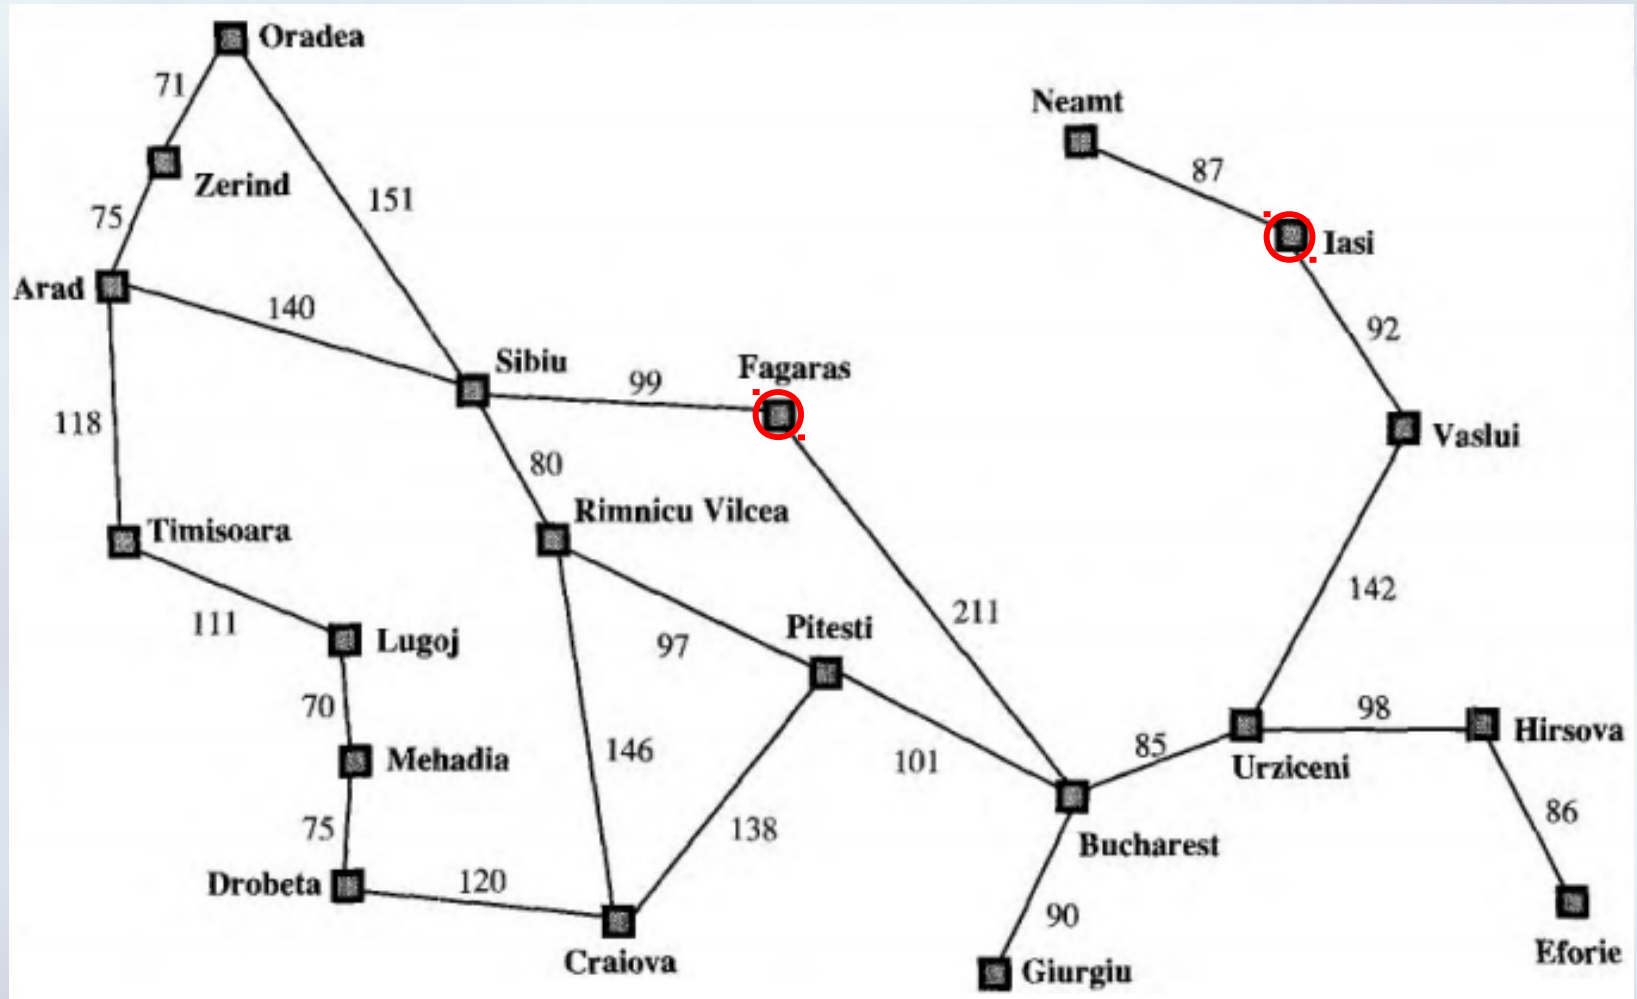 Oradea
71
Neamt
87
Zerind
151
75
Iasi
Arad
140
92
Sibiu
99
Fagaras
118
Vaslui
80
Rimnicu Vilcea
Timisoara
142
111
Lugoj
97
Pitesti
211
70
Mehadia
146
101
85
98
Urziceni
Hirsova
75
138
Bucharest
86
Drobeta
120
90
Craiova
Giurgiu
Eforie